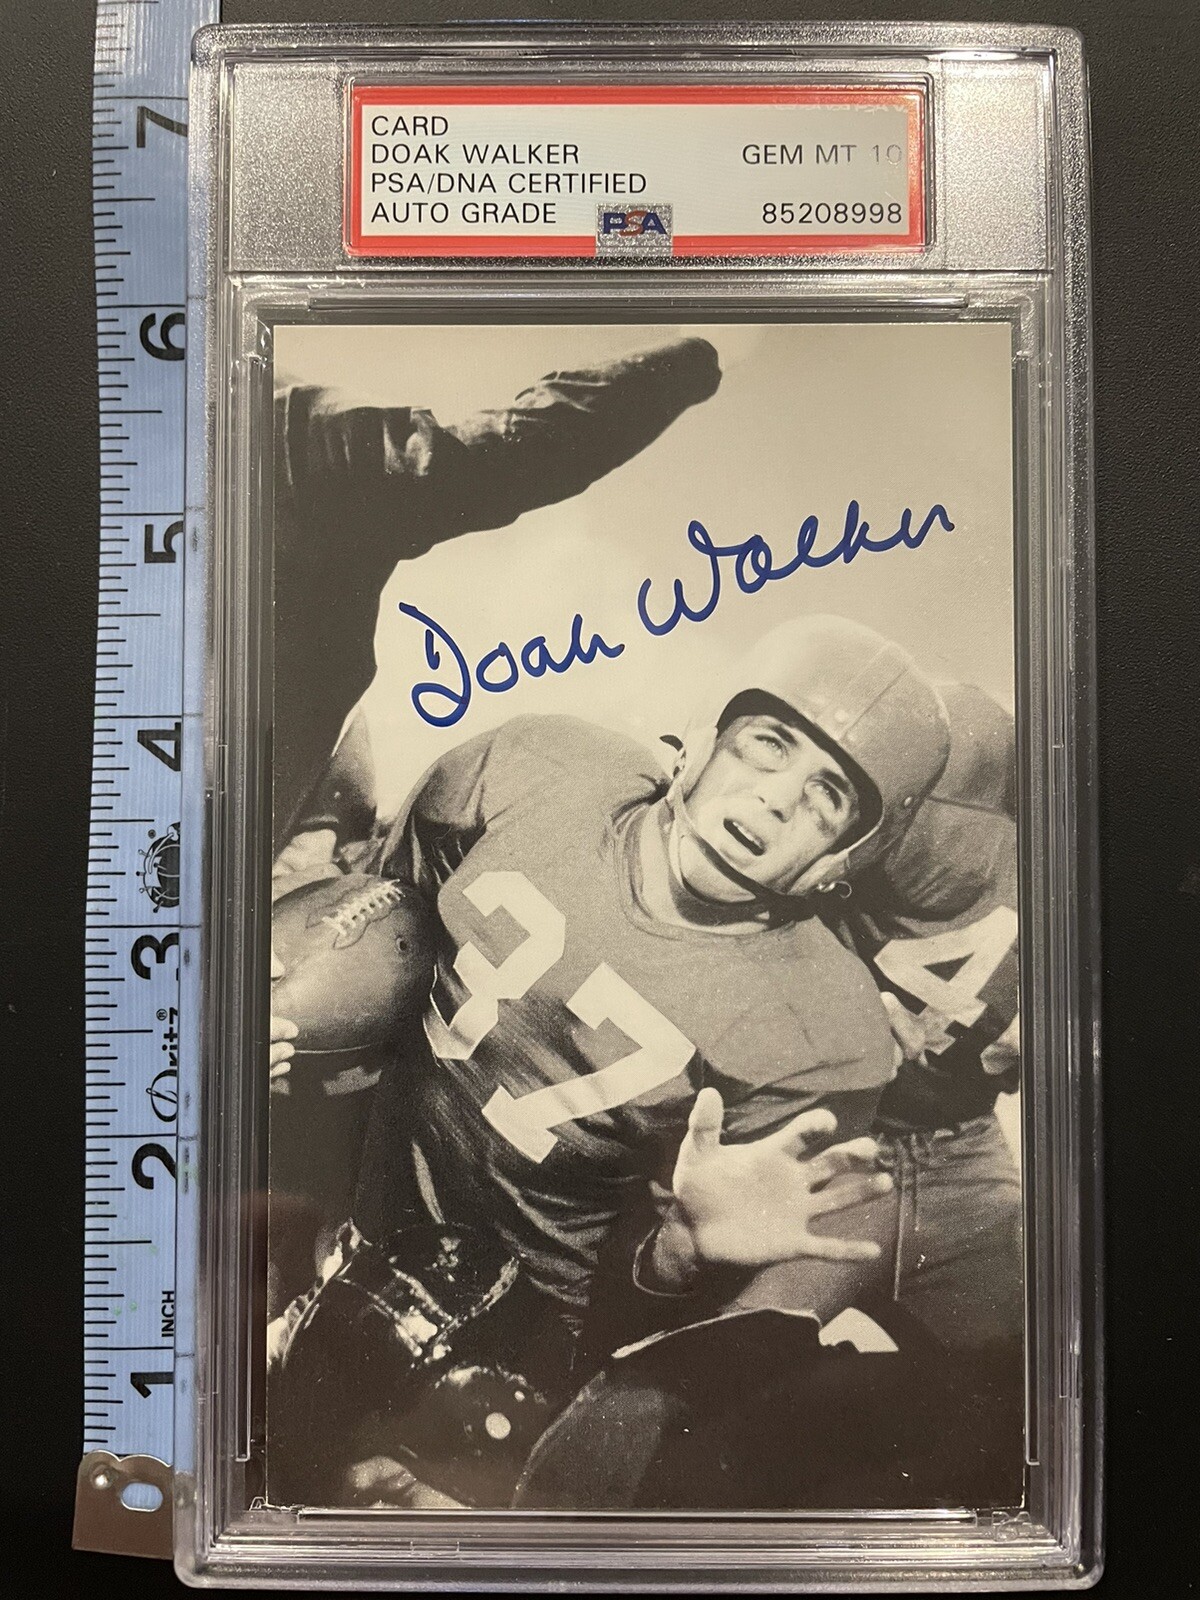 CARD
DOAK WALKER
GEM MT 10
PSA/DNA CERTIFIED
AUTO GRADE
PSA
85208998
Doak Walker
37
4
7
6
5
4
3
Dritz®
2
INCH
1